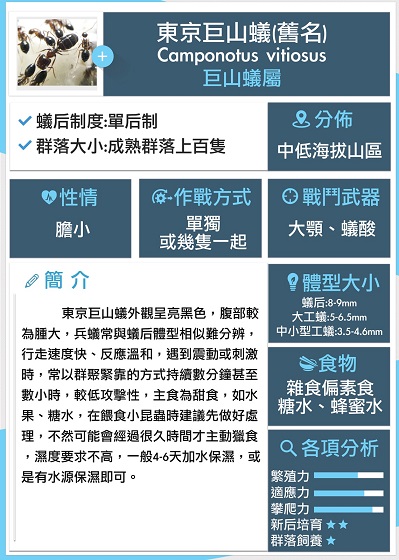 東京巨山蟻(舊名)
Camponotus vitiosus
巨山蟻屬
蟻后制度:單后制
群落大小:成熟群落上百隻
分佈
中低海拔山區
性情
膽小
作戰方式
單獨
或幾隻一起
戰鬥武器
大顎、蟻酸
簡 介
東京巨山蟻外觀呈亮黑色，腹部較
為腫大，兵蟻常與蟻后體型相似難分辨，
行走速度快、反應溫和，遇到震動或刺激
時，常以群眾緊靠的方式持續數分鐘甚至
數小時，較低攻擊性，主食為甜食，如水
果、糖水，在餵食小昆蟲時建議先做好處
理，不然可能會經過很久時間才主動獵食
，濕度要求不高，一般4-6天加水保濕，或
是有水源保濕即可。
體型大小
蟻后:8-9mm
大工蟻:5-6.5mm
中小型工蟻:3.5-4.6mm
食物
雜食偏素食
糖水、蜂蜜水
各項分析
繁殖力
適應力
攀爬力
新后培育 ★★
群落飼養 ★